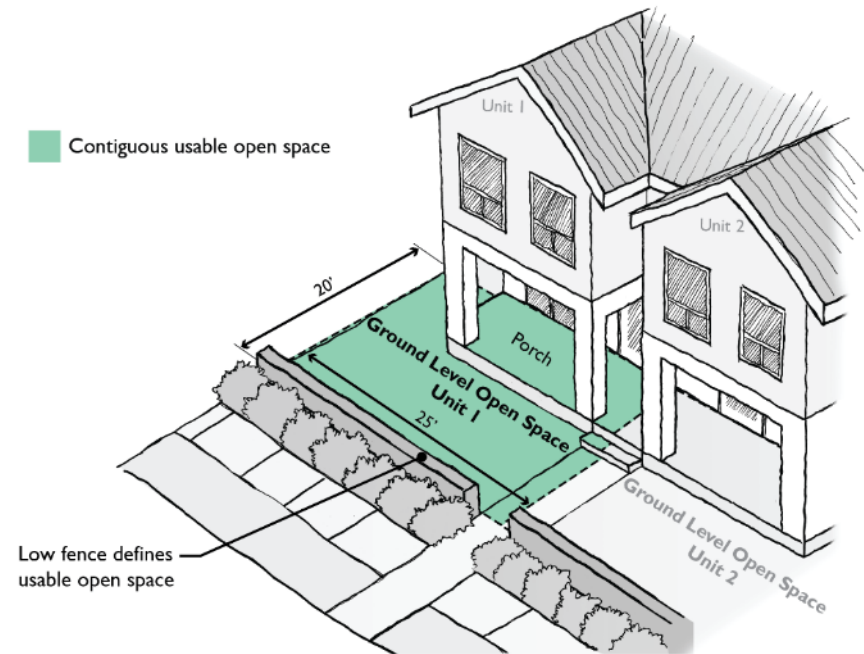 Unit 1
Contiguous usable open space
Unit 2
20'
Porch
Ground Level Open Space
Unit 1
25'
Low fence defines
usable open space
Ground Level Open Space
Unit 2